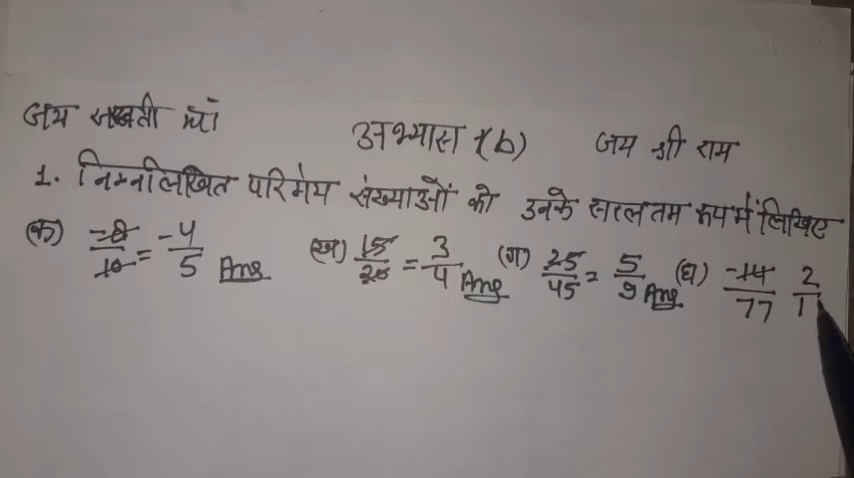 जय सरस्वती माँ अभ्यास 1(b) जय श्री राम
1. निम्नलिखित परिमेय संख्याओं को उनके सरलतम रूप में लिखिए
(क) -8/10 = -4/5 Ans (ख) 15/20 = 3/4 Ans (ग) 25/45 = 5/9 Ans (घ) -14/77 2/1